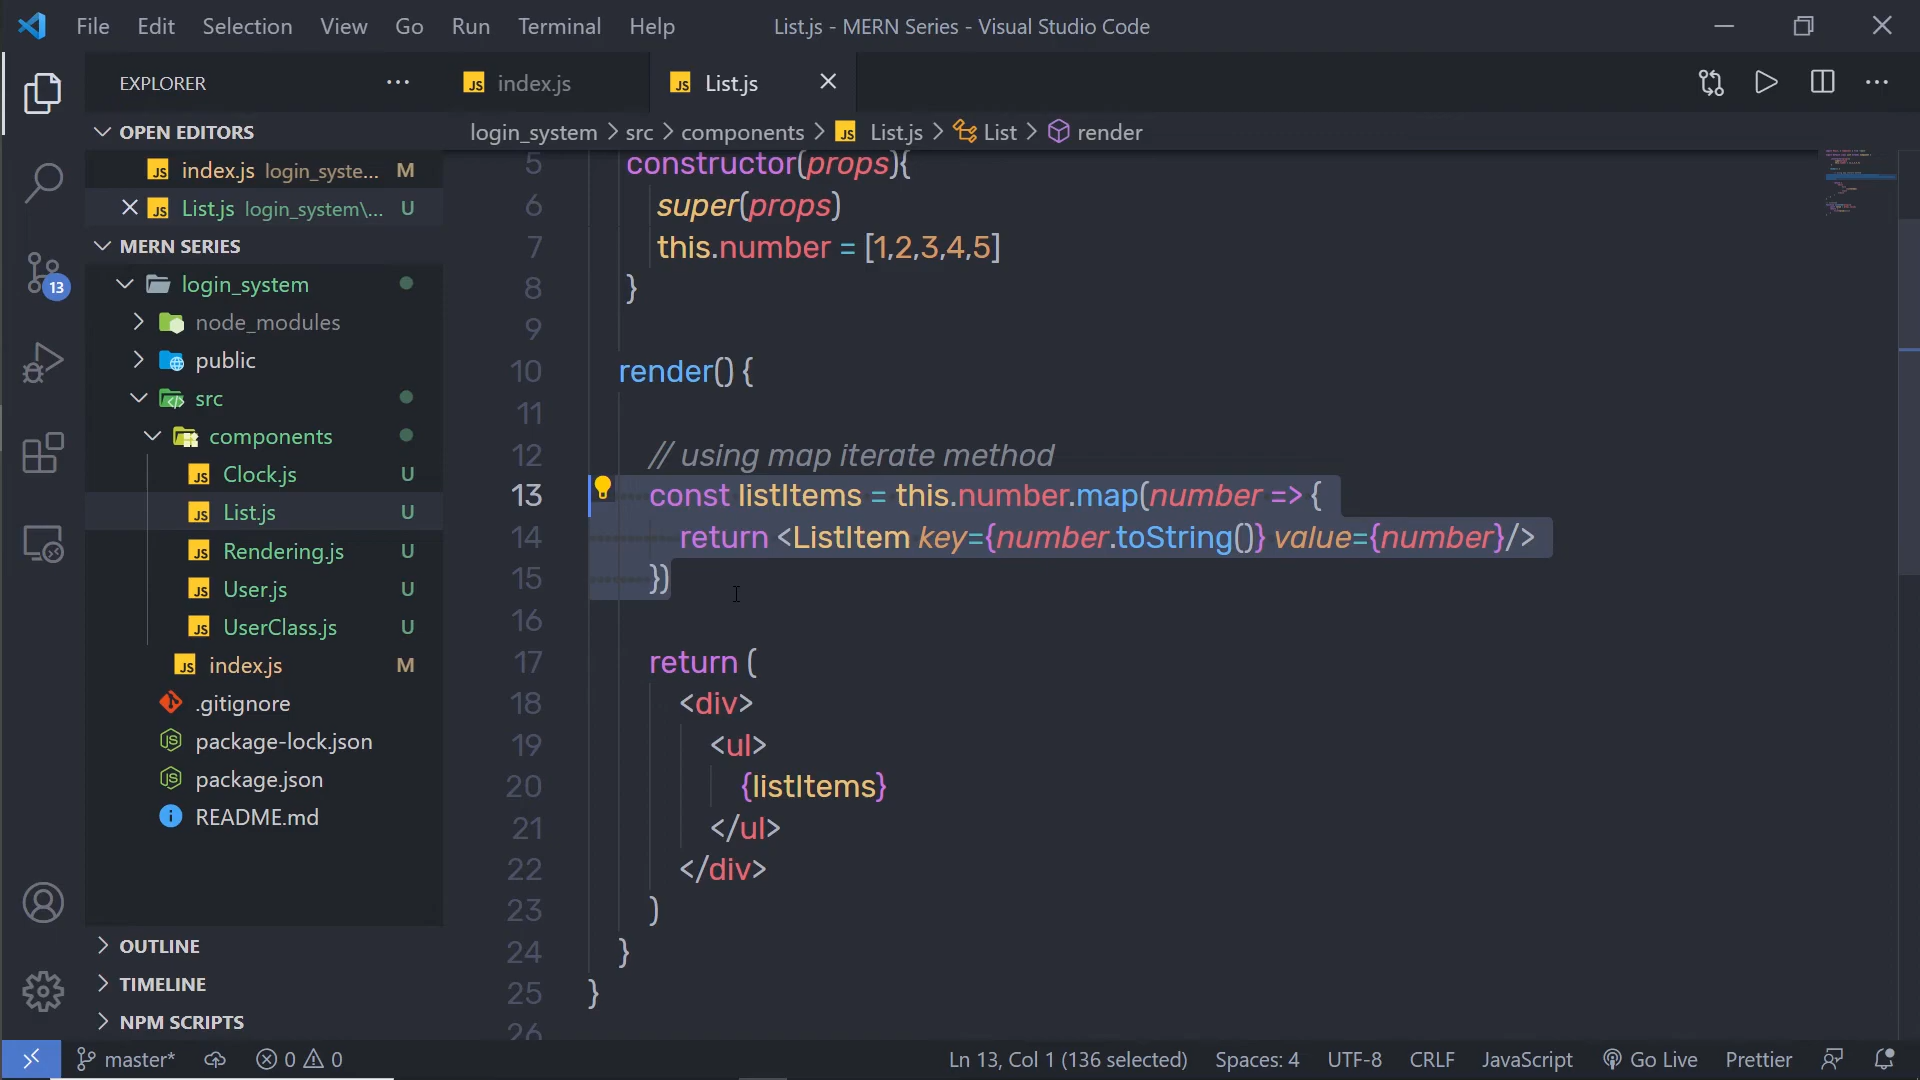 File Edit Selection View Go Run Terminal Help List.js - MERN Series - Visual Studio Code
EXPLORER
index.js
List.js
OPEN EDITORS
index.js login_syste... M
List.js login_system\... U
MERN SERIES
login_system
node_modules
public
src
components
Clock.js U
List.js U
Rendering.js U
User.js U
UserClass.js U
index.js M
.gitignore
package-lock.json
package.json
README.md
OUTLINE
TIMELINE
NPM SCRIPTS
13
login_system > src > components > JS List.js > List > render
5 constructor(props){
6 super(props)
7 this.number = [1,2,3,4,5]
8 }
9
10 render() {
11
12 // using map iterate method
13 const listItems = this.number.map(number => {
14 return <ListItem key={number.toString()} value={number}/>
15 })
16
17 return (
18 <div>
19 <ul>
20 {listItems}
21 </ul>
22 </div>
23 )
24 }
25 }
26
master* 0 0 Ln 13, Col 1 (136 selected) Spaces: 4 UTF-8 CRLF JavaScript Go Live Prettier